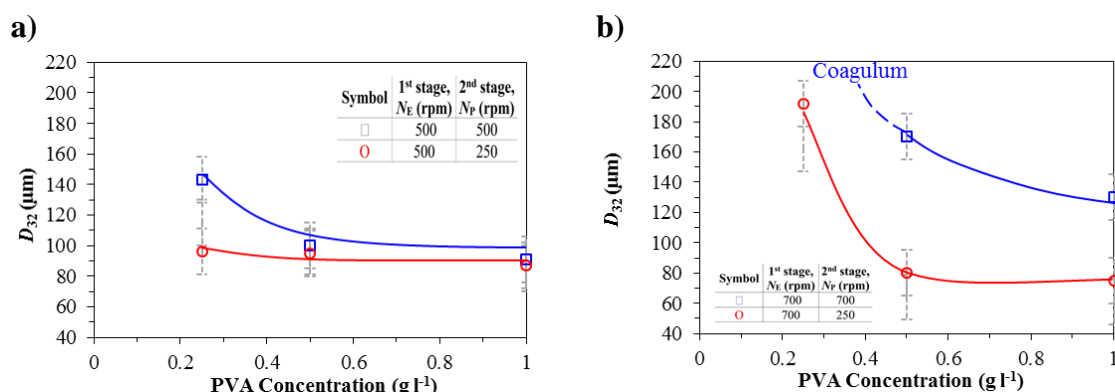 a)
220
200
180
160
140
120
100
80
60
40
D32 (μm)
0 0.2 0.4 0.6 0.8 1
PVA Concentration (g l-1)
Symbol 1st stage, NE (rpm) 2nd stage, NP (rpm)
500 500
500 250
b)
220
200
180
160
140
120
100
80
60
40
D32 (μm)
0 0.2 0.4 0.6 0.8 1
PVA Concentration (g l-1)
Coagulum
Symbol 1st stage, NE (rpm) 2nd stage, NP (rpm)
700 700
700 250